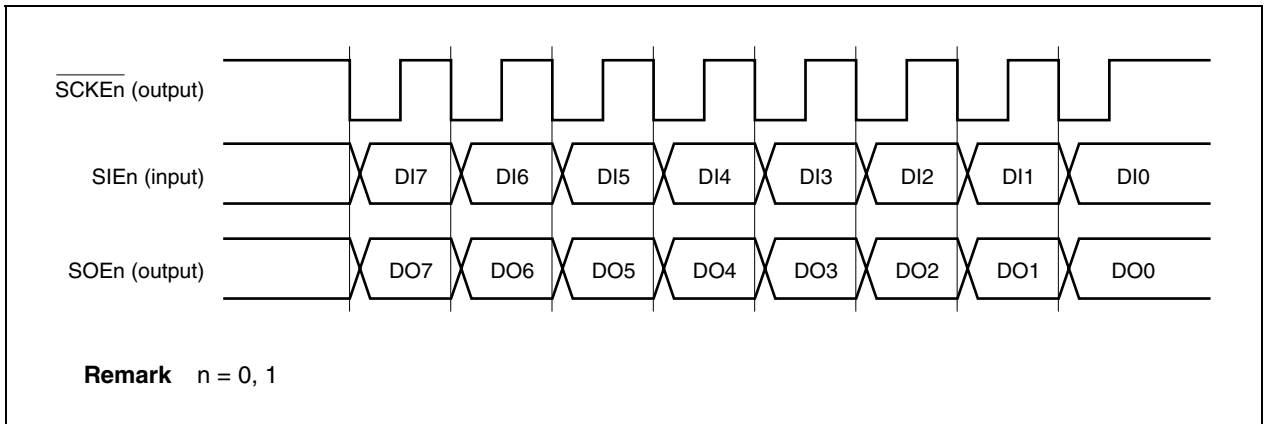 SCKEn (output)
SIEn (input) DI7 DI6 DI5 DI4 DI3 DI2 DI1 DI0
SOEn (output) DO7 DO6 DO5 DO4 DO3 DO2 DO1 DO0
Remark n = 0, 1